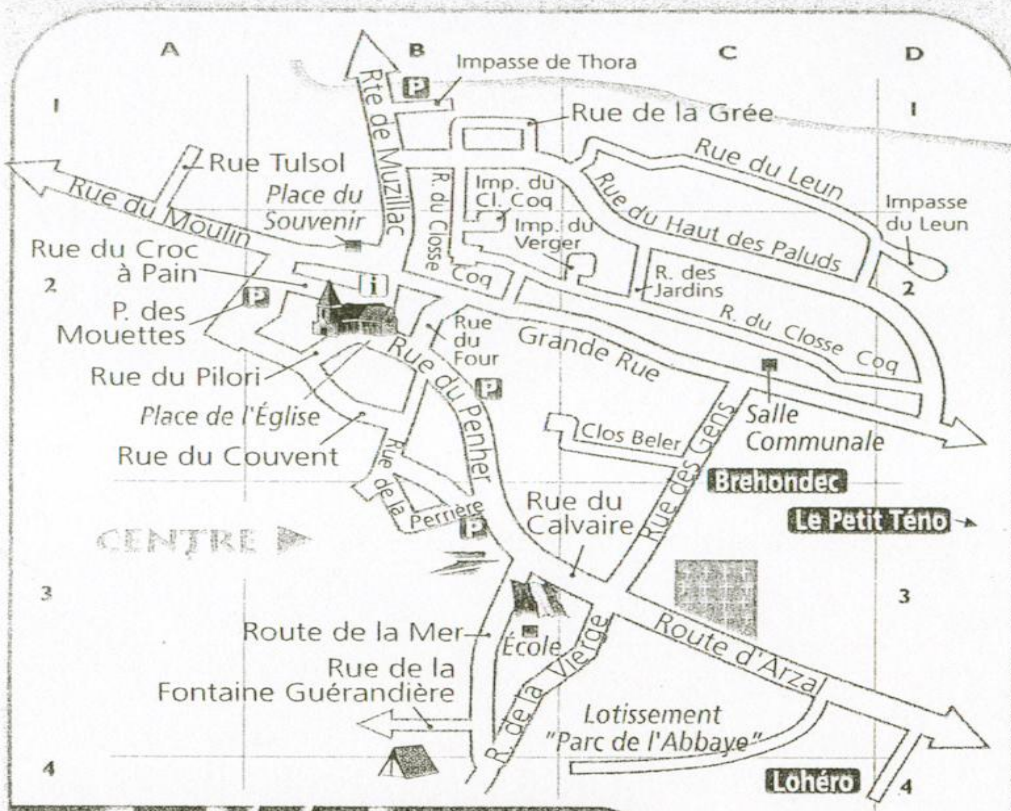 A
B
C
D
1
P
Impasse de Thora
1
Rte de Muzillac
Rue de la Grée
Rue Tulsol
Rue du Leun
Rue du Moulin
Place du
Souvenir
R. du Closse
Coq
Imp. du
Cl. Coq
Imp. du
Verger
Rue du Haut des Paluds
Impasse
du Leun
Rue du Croc
à Pain
i
R. des
Jardins
2
2
P
P. des
Mouettes
Rue
du
Four
Grande Rue
R. du Closse Coq
Rue du Pilori
Rue du Penher
P
Place de l'Église
Salle
Communale
Rue du Couvent
Clos Beler
Rue des Gens
Brehondec
Rue de la
Perrière
P
Rue du
Calvaire
Le Petit Téno
CENTRE
3
3
Route de la Mer
École
Route d'Arzal
Rue de la
Fontaine Guérandière
R. de la Vierge
Lotissement
"Parc de l'Abbaye"
4
Lohéro
4